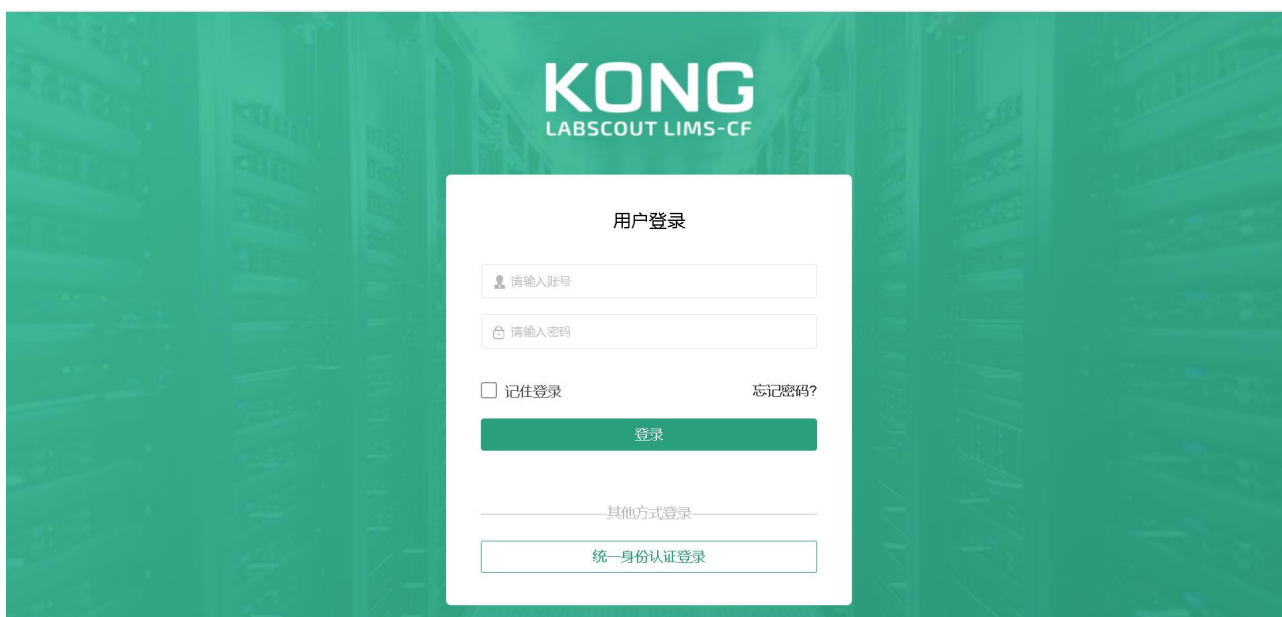 KONG
LABSCOUT LIMS-CF
用户登录
请输入账号
请输入密码
记住登录 忘记密码?
登录
其他方式登录
统一身份认证登录